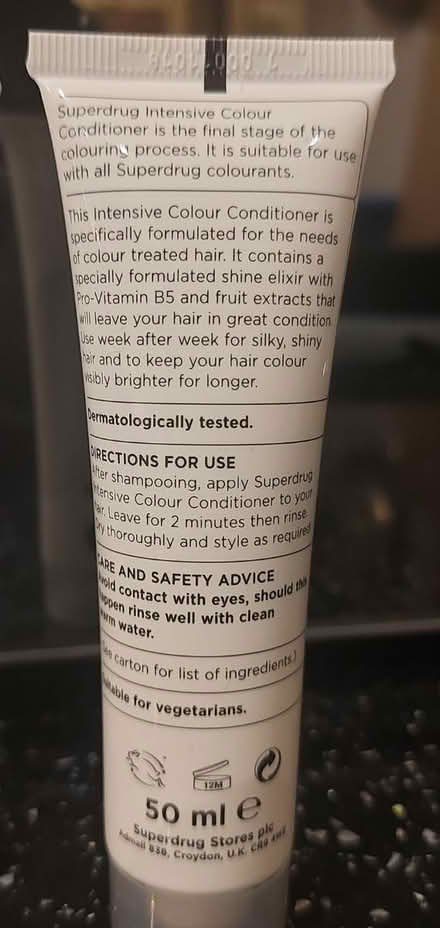 Superdrug Intensive Colour
Conditioner is the final stage of the
colouring process. It is suitable for use
with all Superdrug colourants.
This Intensive Colour Conditioner is
specifically formulated for the needs
of colour treated hair. It contains a
specially formulated shine elixir with
Pro-Vitamin B5 and fruit extracts that
will leave your hair in great condition.
Use week after week for silky, shiny
hair and to keep your hair colour
visibly brighter for longer.
Dermatologically tested.
DIRECTIONS FOR USE
After shampooing, apply Superdrug
Intensive Colour Conditioner to your
hair. Leave for 2 minutes then rinse.
Dry thoroughly and style as required.
CARE AND SAFETY ADVICE
Avoid contact with eyes, should this
happen rinse well with clean
warm water.
(See carton for list of ingredients.)
Suitable for vegetarians.
12M
50 ml e
Superdrug Stores plc
Admail 838, Croydon, U.K. CR9